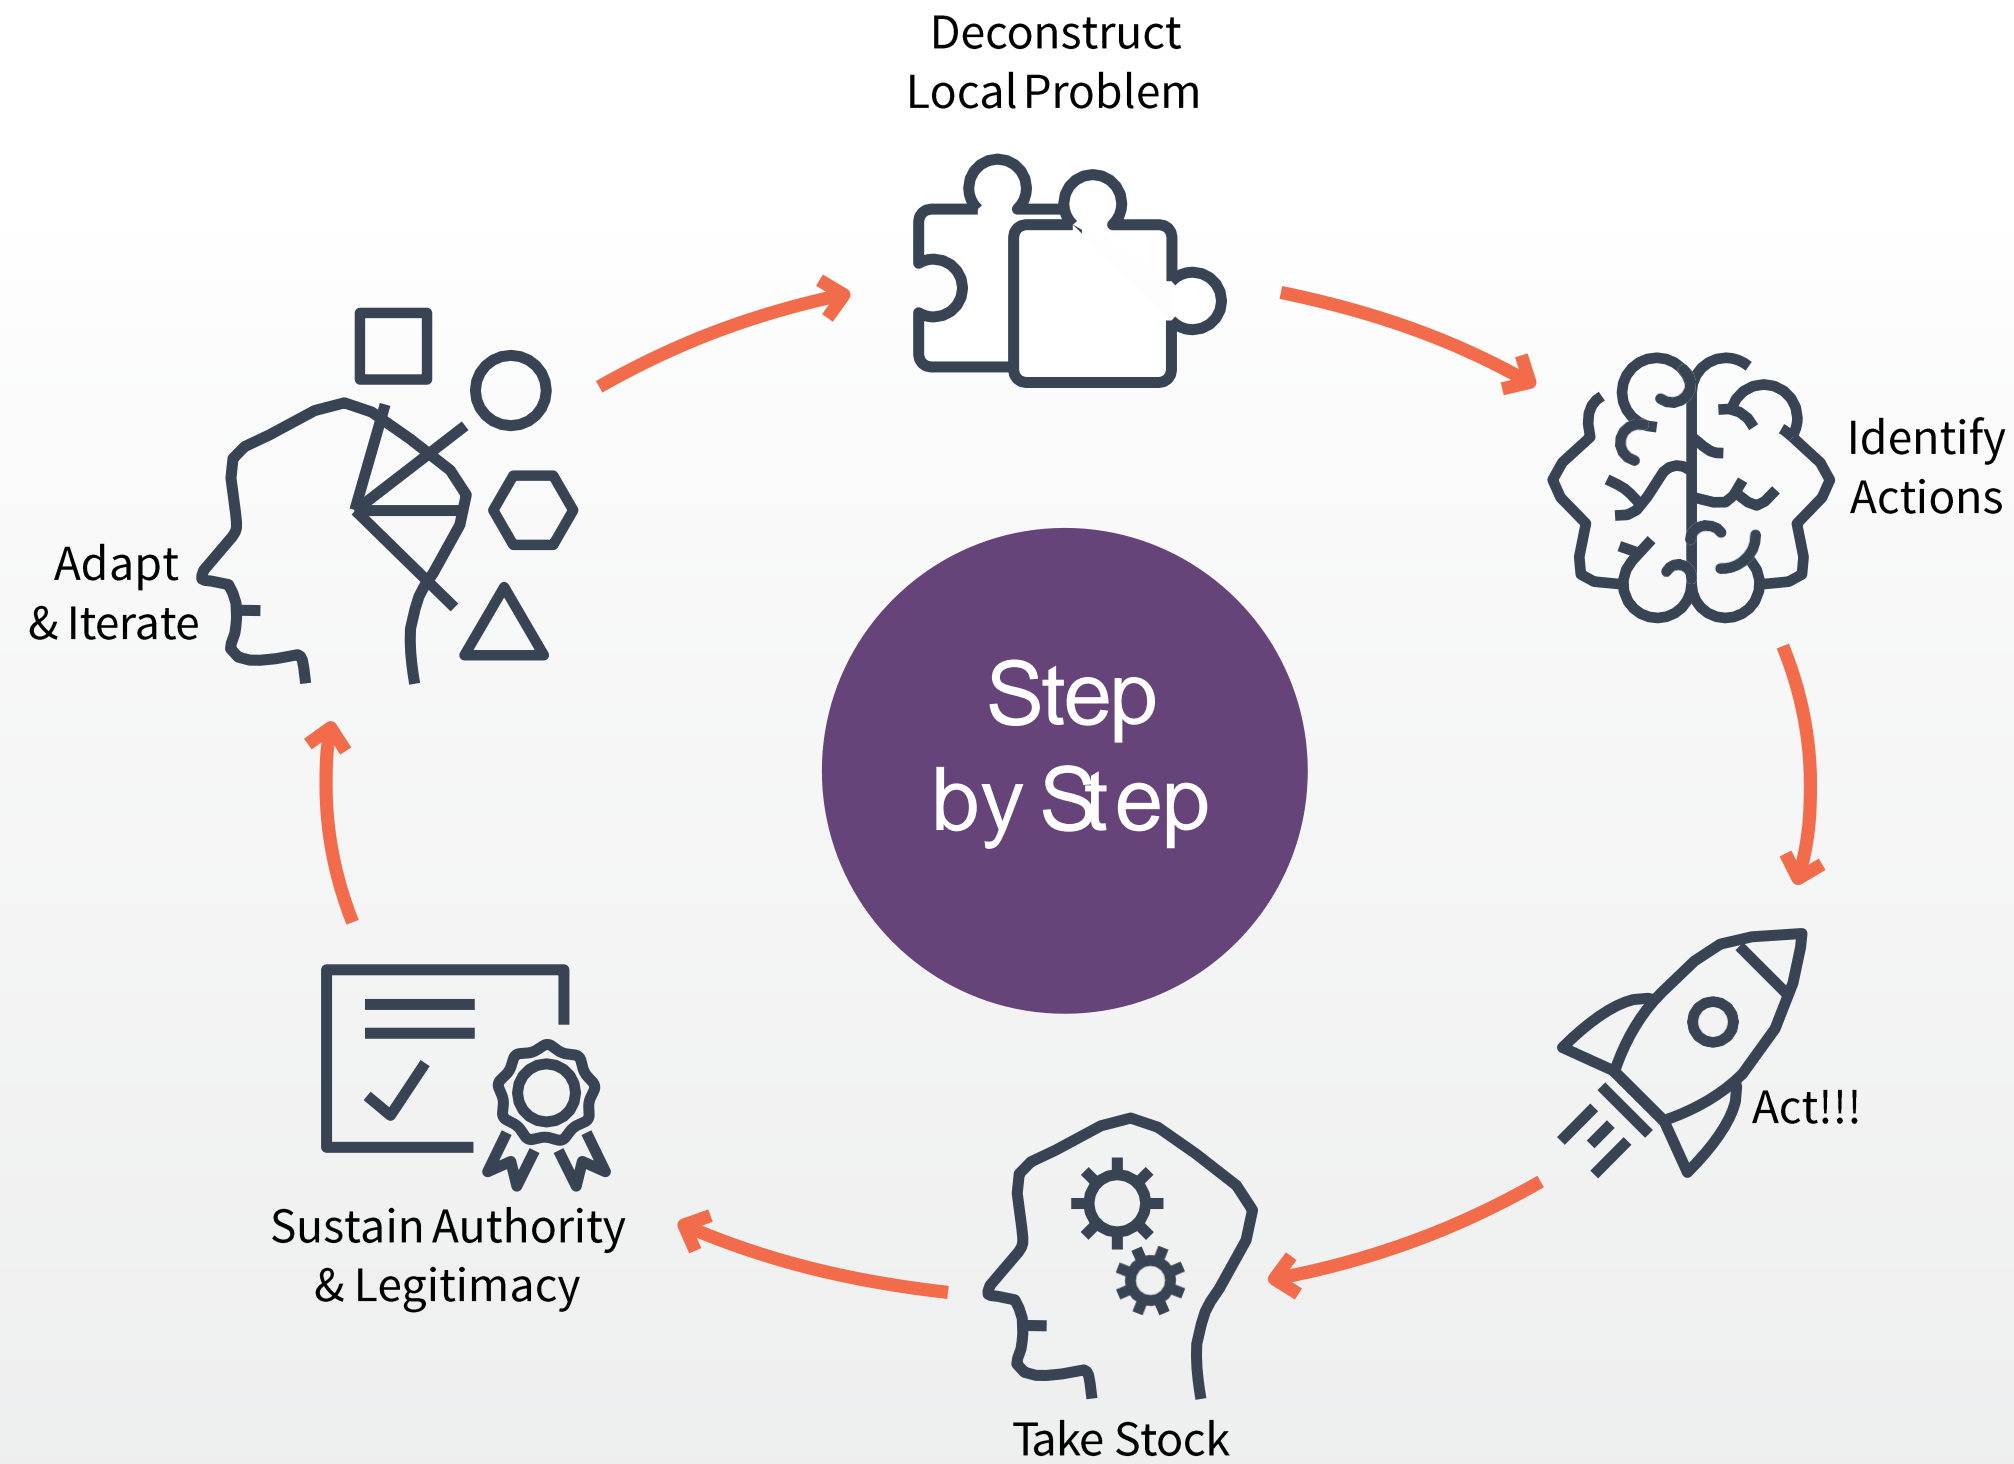 Deconstruct
Local Problem
Identify
Actions
Act!!!
Take Stock
Sustain Authority
& Legitimacy
Adapt
& Iterate
Step
by Step